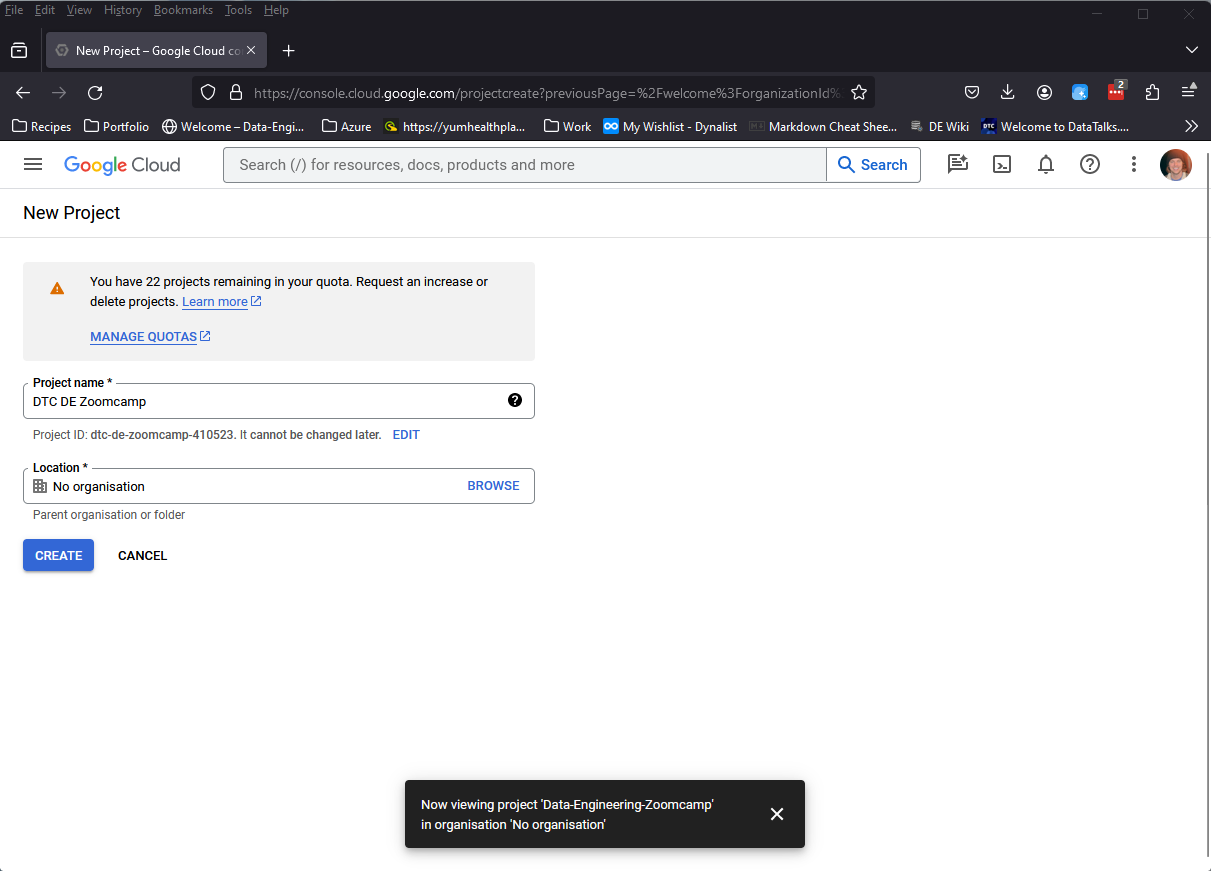 File Edit View History Bookmarks Tools Help
New Project – Google Cloud co
https://console.cloud.google.com/projectcreate?previousPage=%2Fwelcome%3ForganizationId%
2
Recipes Portfolio Welcome – Data-Engi... Azure https://yumhealthpla... Work My Wishlist - Dynalist Markdown Cheat Shee... DE Wiki DTC Welcome to DataTalks....
Google Cloud Search (/) for resources, docs, products and more Search
New Project
You have 22 projects remaining in your quota. Request an increase or
delete projects. Learn more
MANAGE QUOTAS
Project name *
DTC DE Zoomcamp
Project ID: dtc-de-zoomcamp-410523. It cannot be changed later. EDIT
Location *
No organisation BROWSE
Parent organisation or folder
CREATE CANCEL
Now viewing project 'Data-Engineering-Zoomcamp'
in organisation 'No organisation'